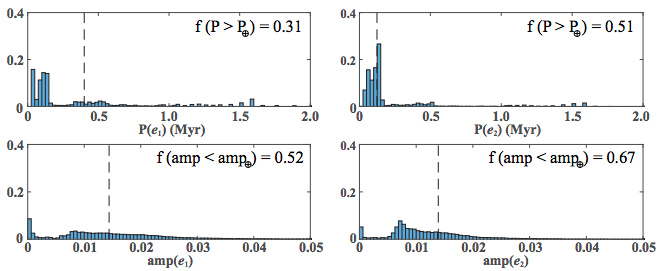 0.4
0.2
0
0 0.5 1.0 1.5 2.0
P(e₁) (Myr)
f (P > P⊕) = 0.31
0.4
0.2
0
0 0.5 1.0 1.5 2.0
P(e₂) (Myr)
f (P > P⊕) = 0.51
0.4
0.2
0
0 0.01 0.02 0.03 0.04 0.05
amp(e₁)
f (amp < amp⊕) = 0.52
0.4
0.2
0
0 0.01 0.02 0.03 0.04 0.05
amp(e₂)
f (amp < amp⊕) = 0.67